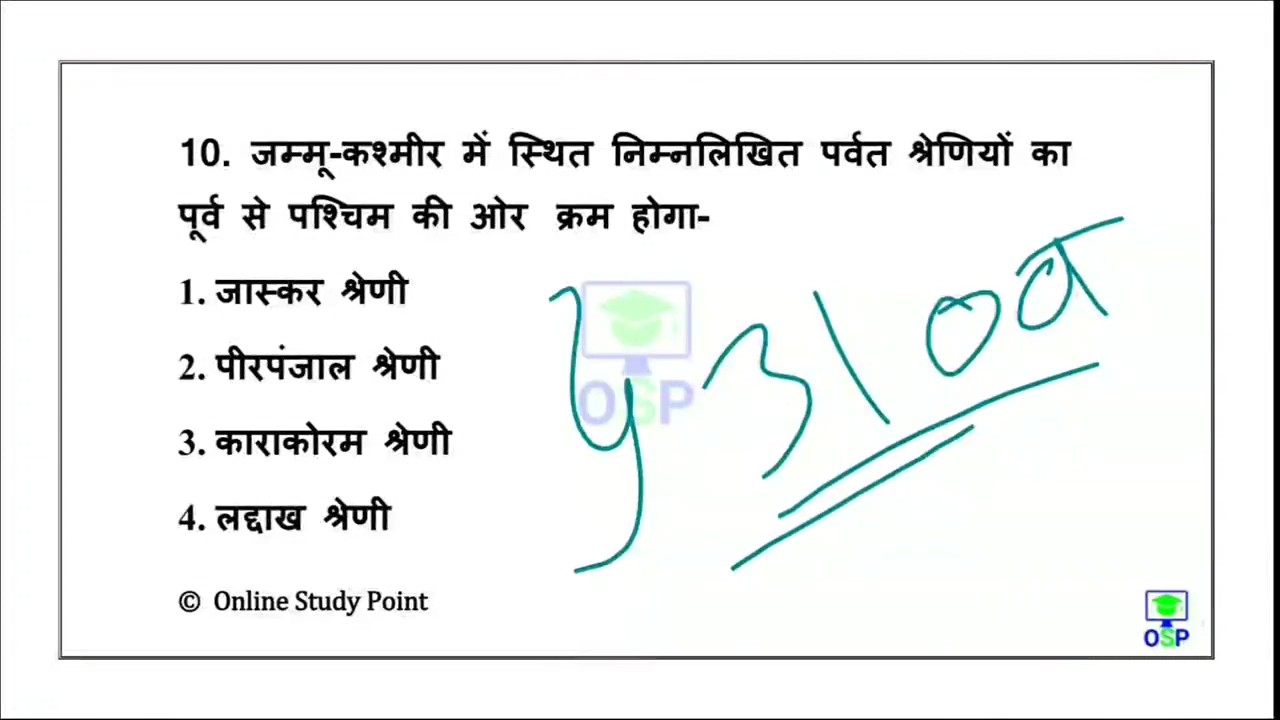 10. जम्मू-कश्मीर में स्थित निम्नलिखित पर्वत श्रेणियों का
पूर्व से पश्चिम की ओर क्रम होगा-
1. जास्कर श्रेणी
2. पीरपंजाल श्रेणी
3. काराकोरम श्रेणी
4. लद्दाख श्रेणी
OSP
© Online Study Point
OSP